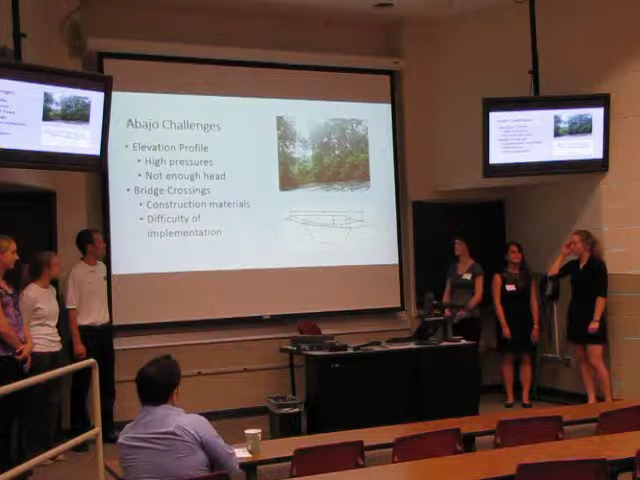 Abajo Challenges
• Elevation Profile
• High pressures
• Not enough head
• Bridge Crossings
• Construction materials
• Difficulty of
implementation